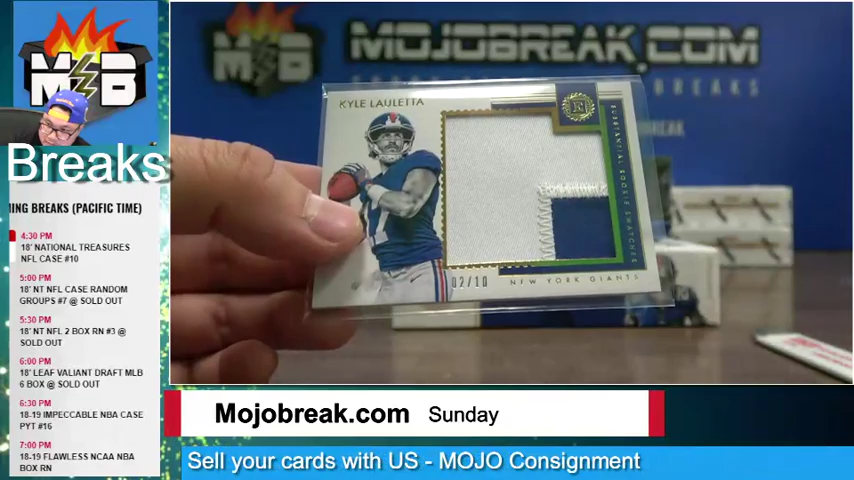 M B
Breaks
ING BREAKS (PACIFIC TIME)
4:30 PM
18' NATIONAL TREASURES
NFL CASE #10
5:00 PM
18' NT NFL CASE RANDOM
GROUPS #7 @ SOLD OUT
5:30 PM
18' NT NFL 2 BOX RN #3 @
SOLD OUT
6:00 PM
18' LEAF VALIANT DRAFT MLB
6 BOX @ SOLD OUT
6:30 PM
18-19 IMPECCABLE NBA CASE
PYT #16
7:00 PM
18-19 FLAWLESS NCAA NBA
BOX RN
M B MOJOBREAK.COM
BREAKS
KYLE LAULETTA
E
SUBSTANTIAL ROOKIE SWATCHES
02/10
NEW YORK GIANTS
Mojobreak.com Sunday
Sell your cards with US - MOJO Consignment